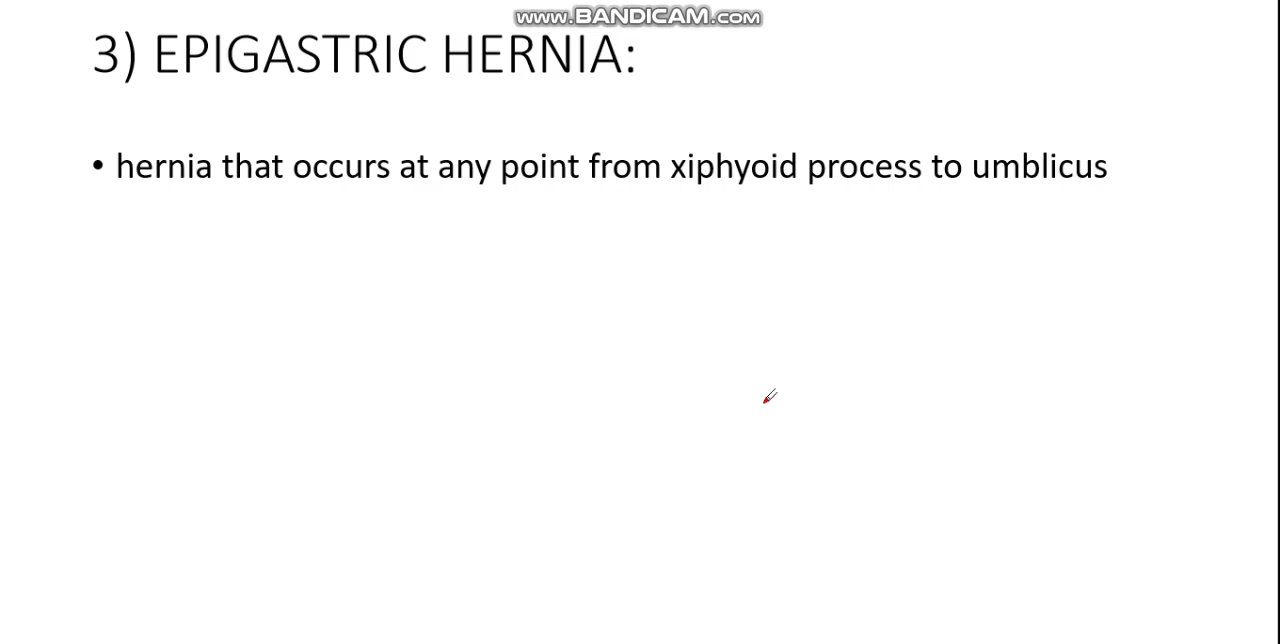 www.BANDICAM.com
3) EPIGASTRIC HERNIA:
• hernia that occurs at any point from xiphyoid process to umblicus